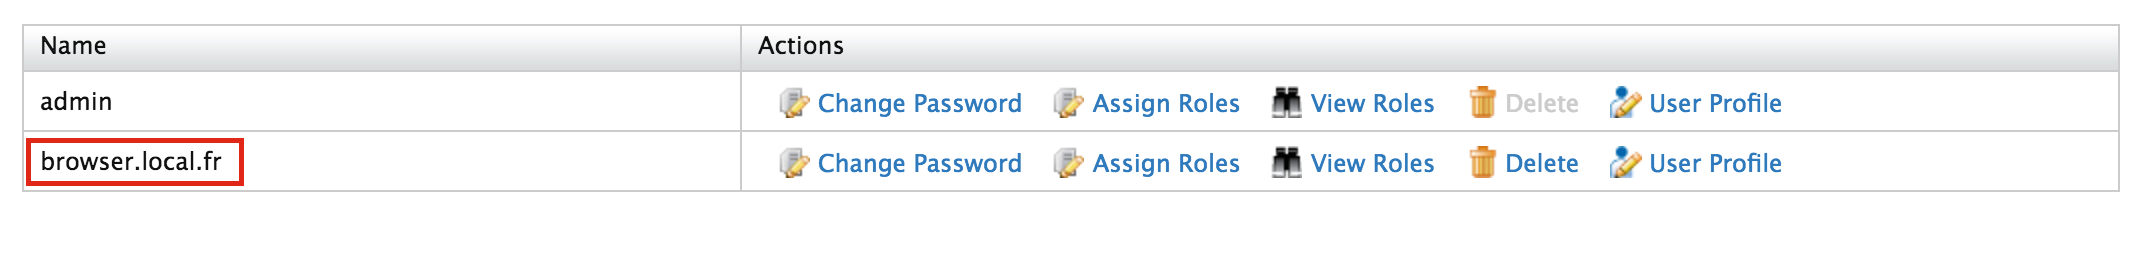 Name Actions
admin Change Password Assign Roles View Roles Delete User Profile
browser.local.fr Change Password Assign Roles View Roles Delete User Profile